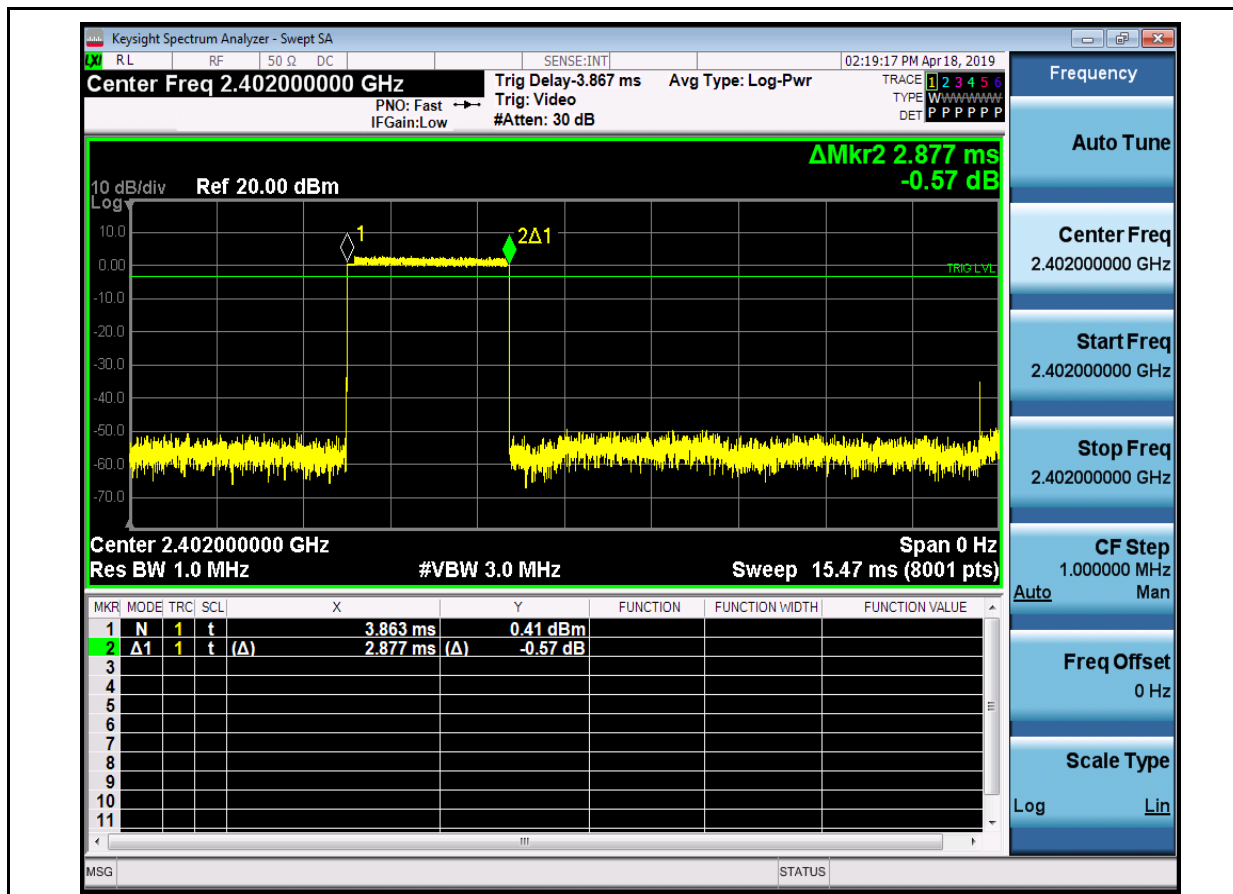 Keysight Spectrum Analyzer - Swept SA
LXI RL RF 50 Ω DC SENSE:INT 02:19:17 PM Apr 18, 2019
Center Freq 2.402000000 GHz
PNO: Fast
IFGain:Low
Trig Delay-3.867 ms
Trig: Video
#Atten: 30 dB
Avg Type: Log-Pwr
TRACE 1 2 3 4 5 6
TYPE WWWWWW
DET P P P P P P
ΔMkr2 2.877 ms
-0.57 dB
10 dB/div Ref 20.00 dBm
Log
10.0
0.00
-10.0
-20.0
-30.0
-40.0
-50.0
-60.0
-70.0
1
2Δ1
TRIG LVL
Center 2.402000000 GHz Span 0 Hz
Res BW 1.0 MHz #VBW 3.0 MHz Sweep 15.47 ms (8001 pts)
MKR MODE TRC SCL X Y FUNCTION FUNCTION WIDTH FUNCTION VALUE
1 N 1 t 3.863 ms 0.41 dBm
2 Δ1 1 t (Δ) 2.877 ms (Δ) -0.57 dB
3
4
5
6
7
8
9
10
11
MSG STATUS
Frequency
Auto Tune
Center Freq
2.402000000 GHz
Start Freq
2.402000000 GHz
Stop Freq
2.402000000 GHz
CF Step
1.000000 MHz
Auto Man
Freq Offset
0 Hz
Scale Type
Log Lin